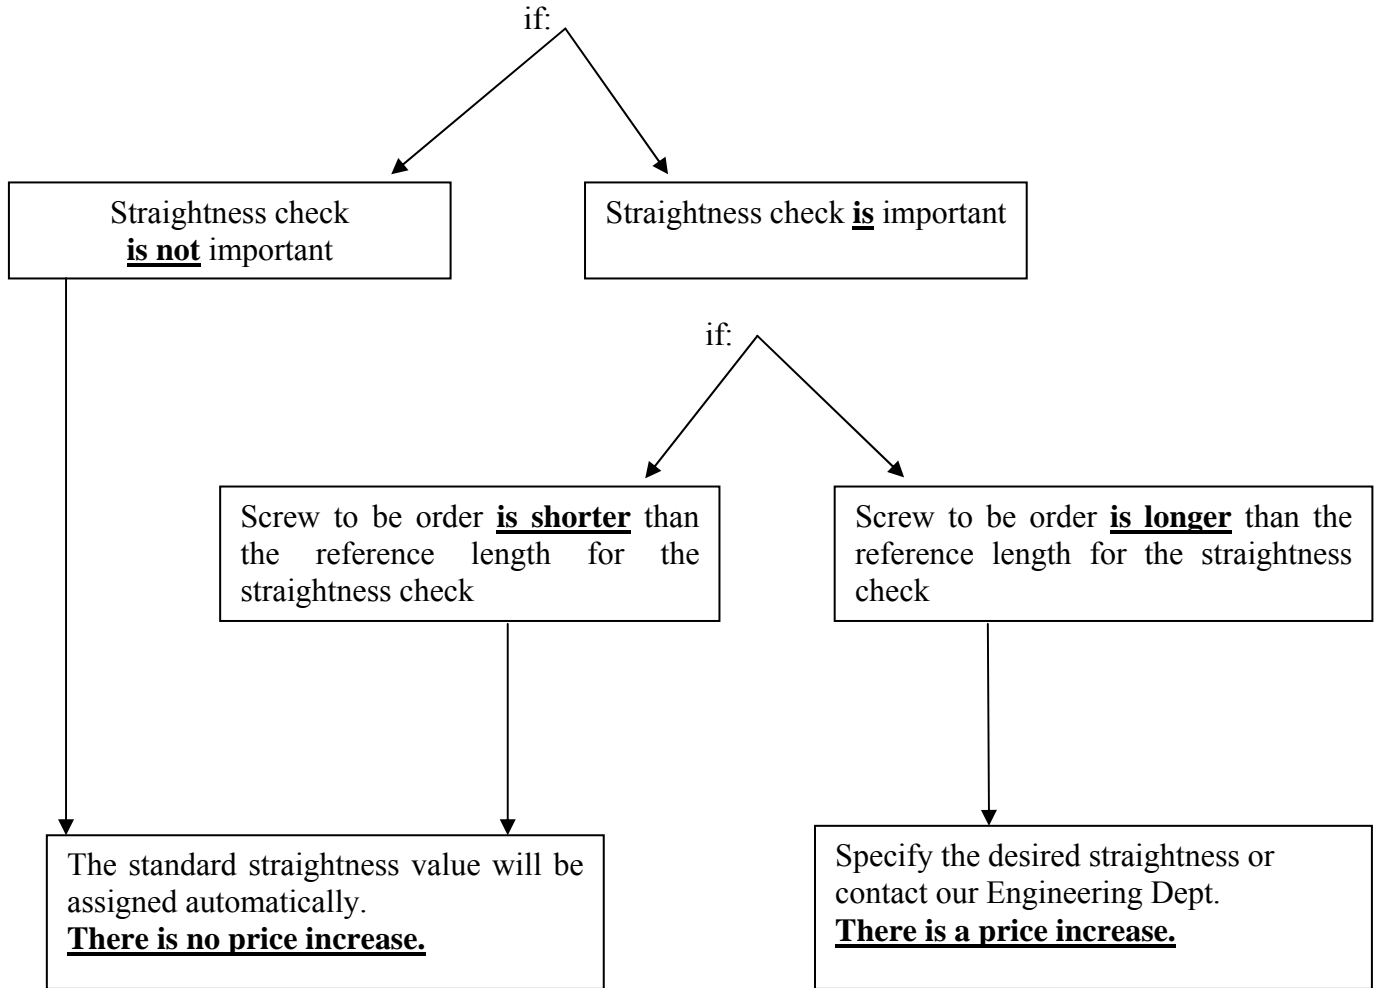 if:
Straightness check
is not important
Straightness check is important
if:
Screw to be order is shorter than
the reference length for the
straightness check
Screw to be order is longer than the
reference length for the straightness
check
The standard straightness value will be
assigned automatically.
There is no price increase.
Specify the desired straightness or
contact our Engineering Dept.
There is a price increase.